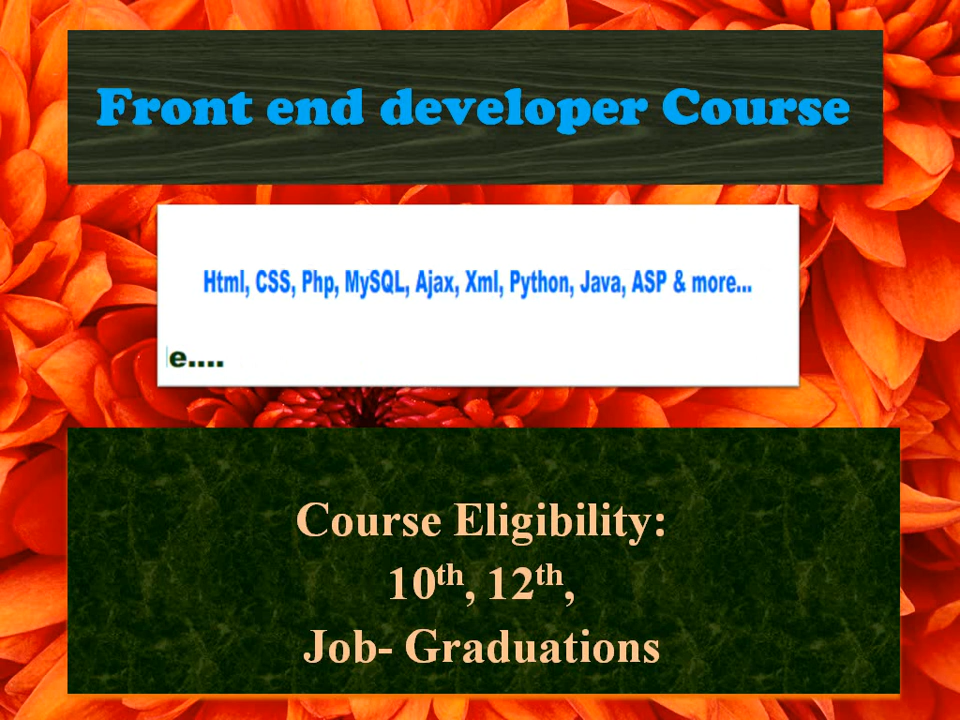 Front end developer Course
Html, CSS, Php, MySQL, Ajax, Xml, Python, Java, ASP & more...
e....
Course Eligibility:
10th, 12th,
Job- Graduations